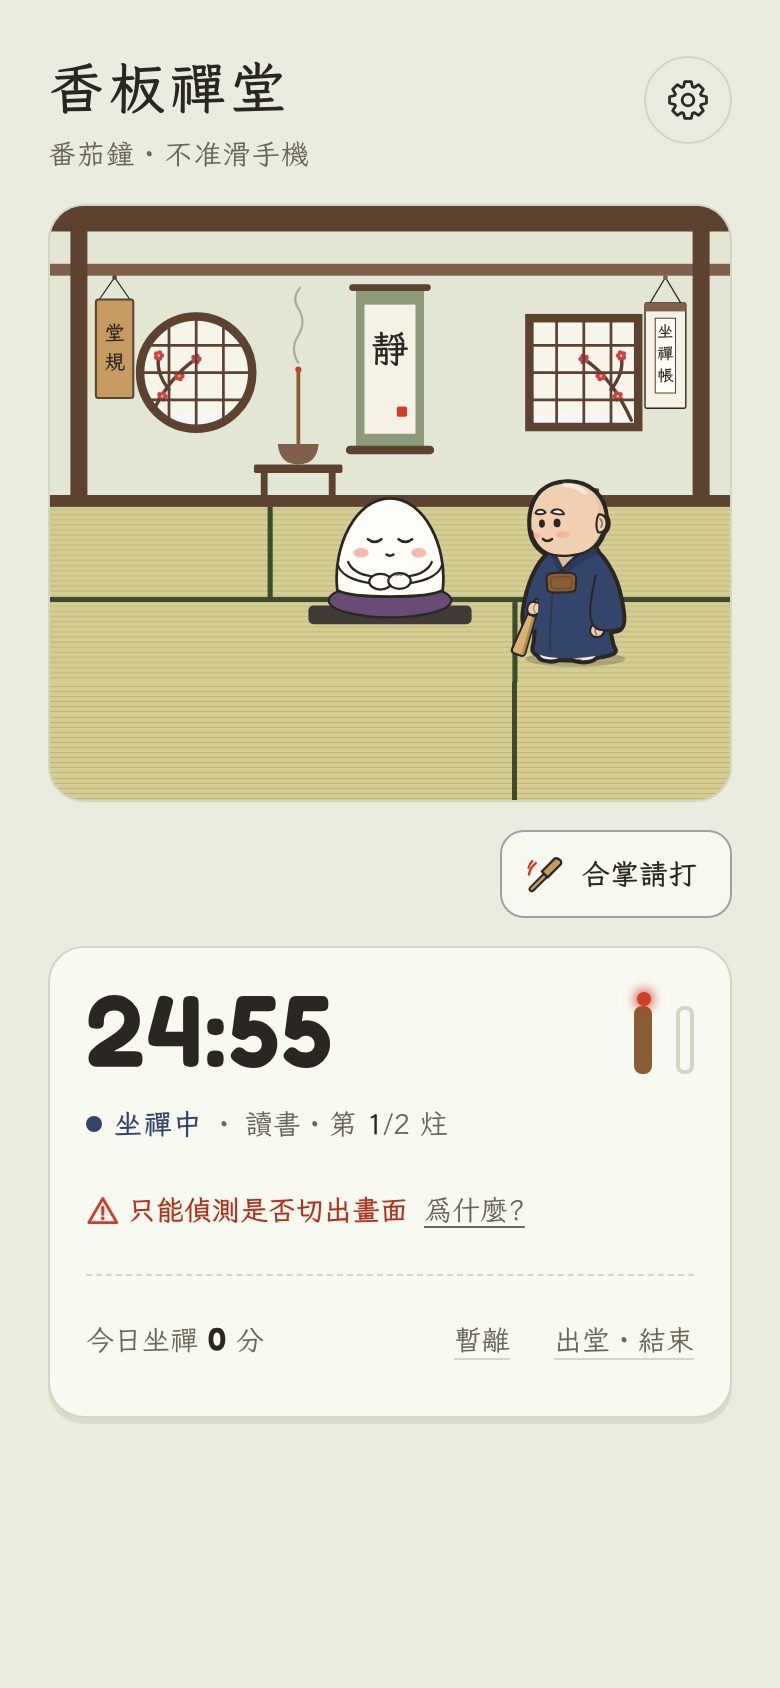 香板禪堂
番茄鐘・不准滑手機
堂規
靜
坐禪帳
合掌請打
24:55
坐禪中 ・ 讀書・第 1/2 炷
只能偵測是否切出畫面 為什麼?
今日坐禪 0 分 暫離 出堂・結束